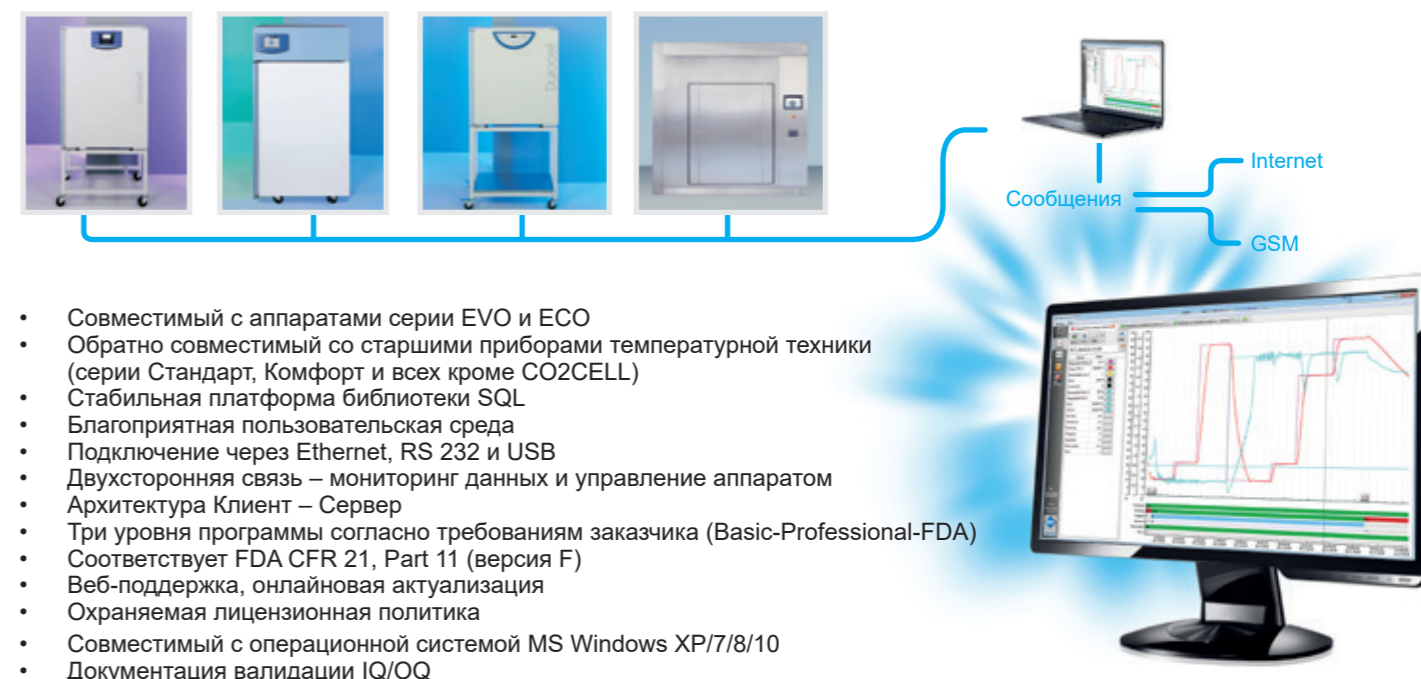 Duocell
Internet
Сообщения
GSM
• Совместимый с аппаратами серии EVO и ECO
• Обратно совместимый со старшими приборами температурной техники
(серии Стандарт, Комфорт и всех кроме CO2CELL)
• Стабильная платформа библиотеки SQL
• Благоприятная пользовательская среда
• Подключение через Ethernet, RS 232 и USB
• Двухсторонняя связь – мониторинг данных и управление аппаратом
• Архитектура Клиент – Сервер
• Три уровня программы согласно требованиям заказчика (Basic-Professional-FDA)
• Соответствует FDA CFR 21, Part 11 (версия F)
• Веб-поддержка, онлайновая актуализация
• Охраняемая лицензионная политика
• Совместимый с операционной системой MS Windows XP/7/8/10
• Документация валидации IQ/OQ